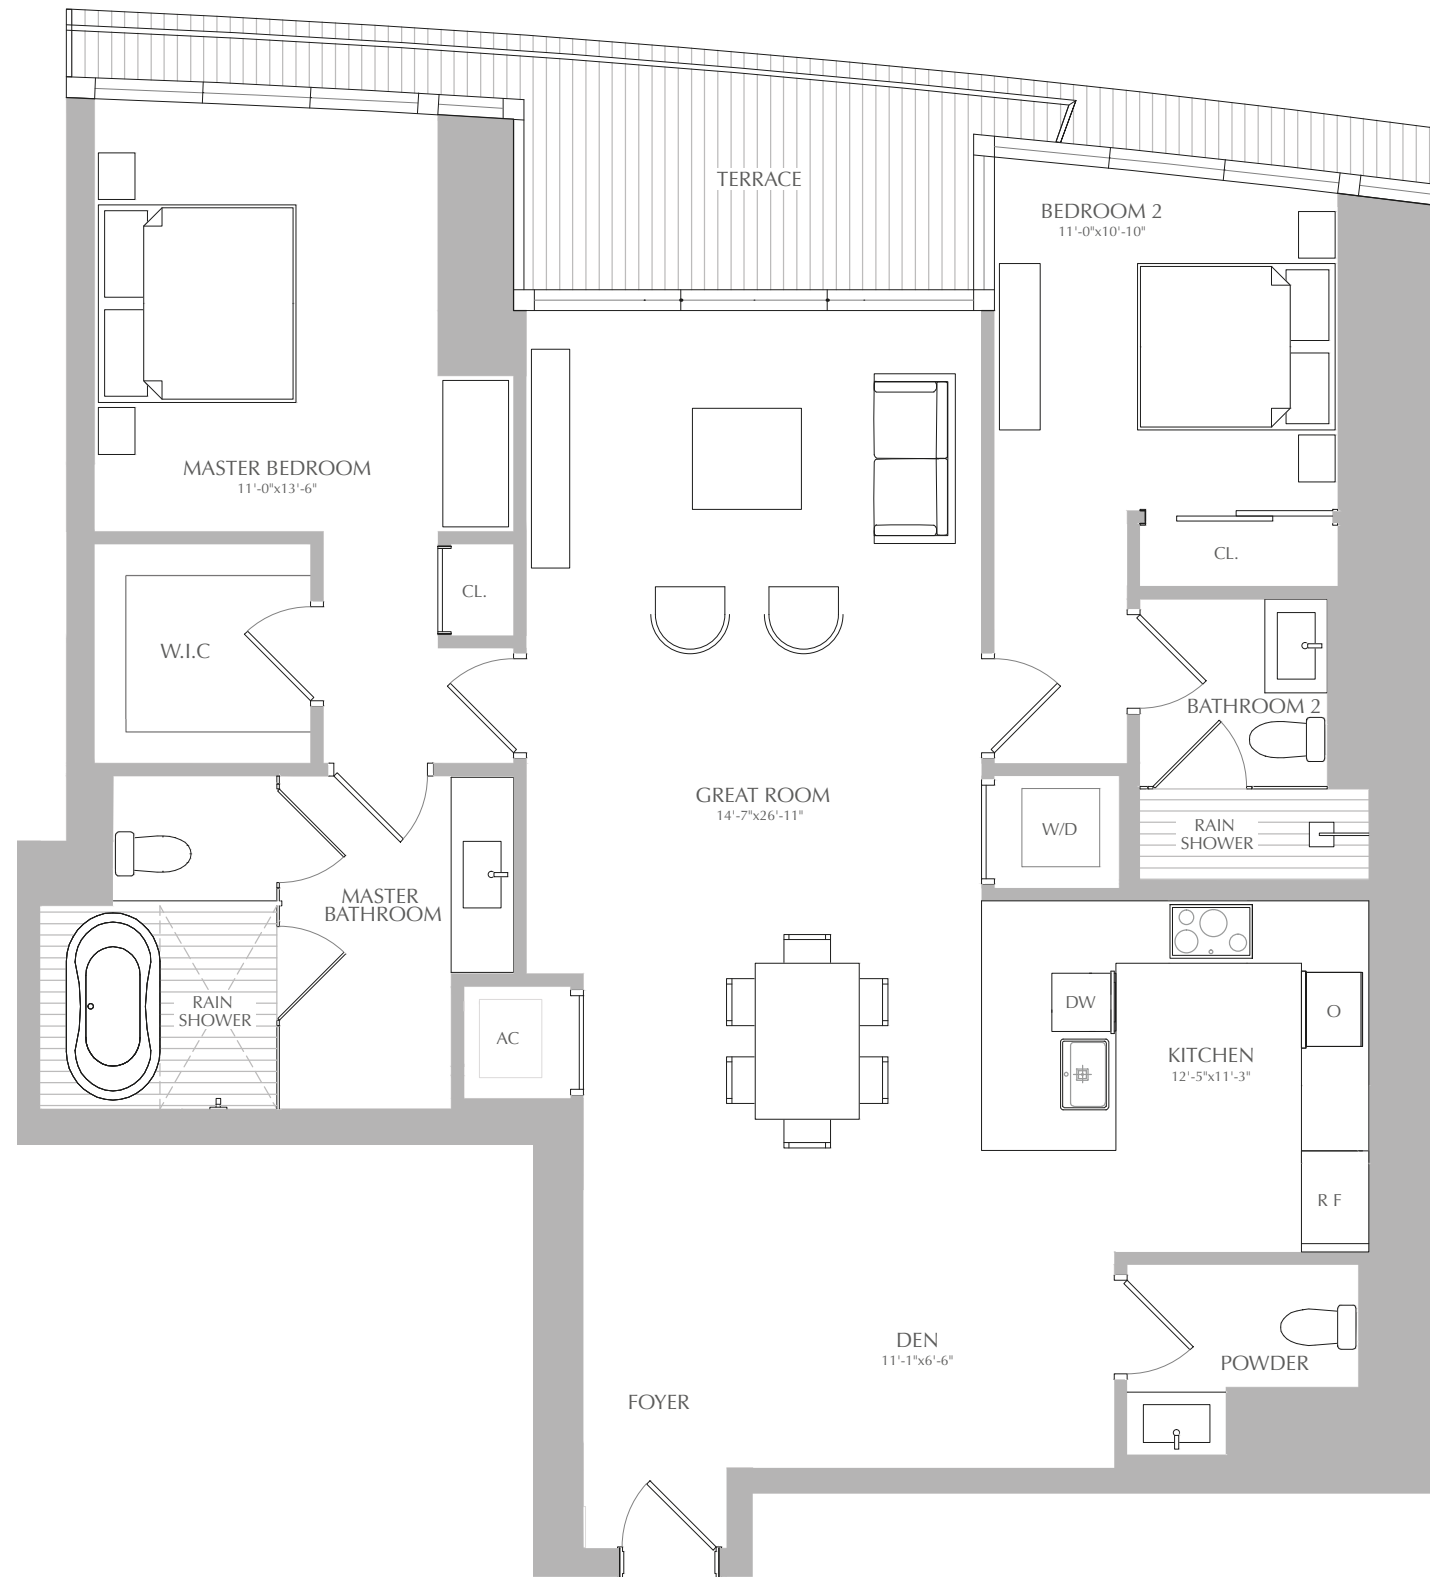 TERRACE
BEDROOM 2
11'-0"x10'-10"
MASTER BEDROOM
11'-0"x13'-6"
CL.
CL.
W.I.C
BATHROOM 2
GREAT ROOM
14'-7"x26'-11"
W/D
RAIN
SHOWER
MASTER
BATHROOM
RAIN
SHOWER
AC
DW
O
KITCHEN
12'-5"x11'-3"
R F
DEN
11'-1"x6'-6"
POWDER
FOYER